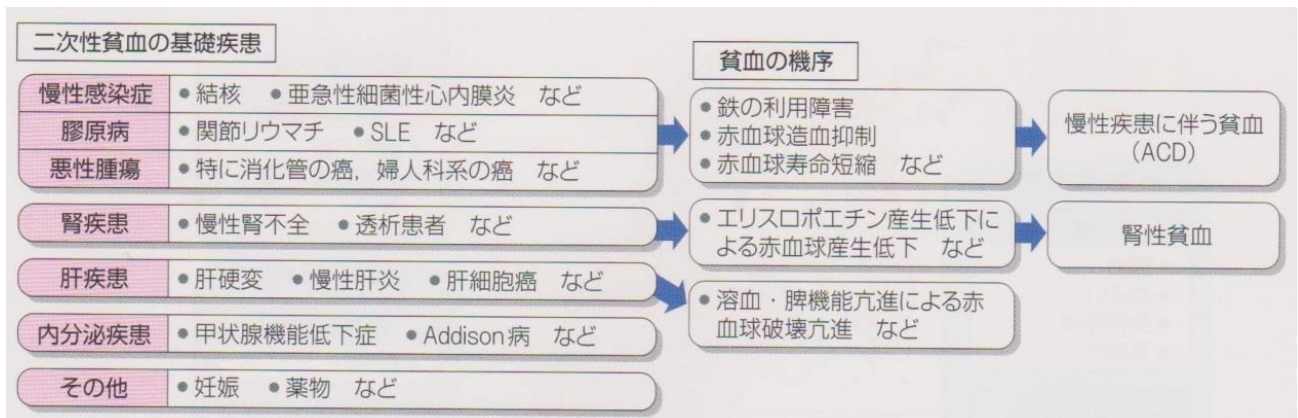 二次性貧血の基礎疾患
慢性感染症 ●結核 ●亜急性細菌性心内膜炎 など
膠原病 ●関節リウマチ ●SLE など
悪性腫瘍 ●特に消化管の癌，婦人科系の癌 など
腎疾患 ●慢性腎不全 ●透析患者 など
肝疾患 ●肝硬変 ●慢性肝炎 ●肝細胞癌 など
内分泌疾患 ●甲状腺機能低下症 ●Addison病 など
その他 ●妊娠 ●薬物 など
貧血の機序
●鉄の利用障害
●赤血球造血抑制
●赤血球寿命短縮 など
●エリスロポエチン産生低下に
よる赤血球産生低下 など
●溶血・脾機能亢進による赤
血球破壊亢進 など
慢性疾患に伴う貧血
（ACD）
腎性貧血